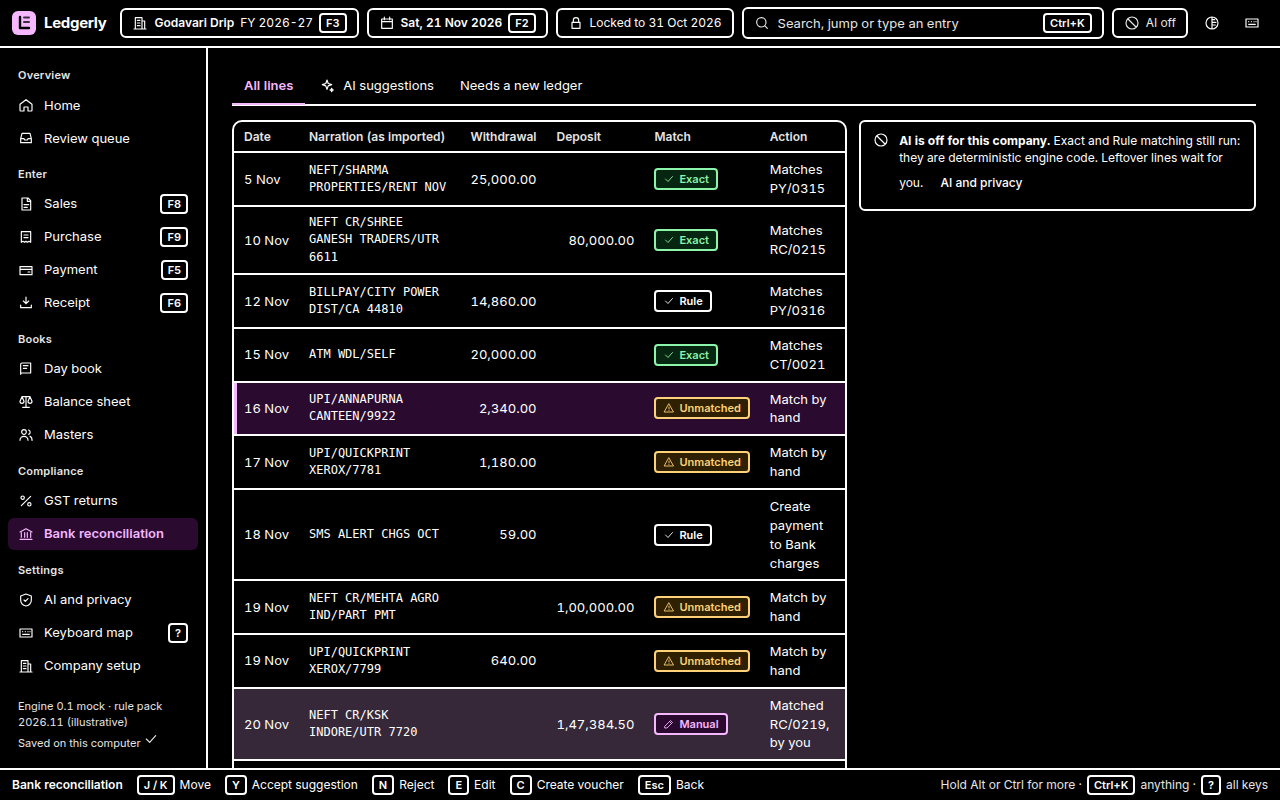 Ledgerly
Godavari Drip FY 2026-27 F3
Sat, 21 Nov 2026 F2
Locked to 31 Oct 2026
Search, jump or type an entry Ctrl+K
AI off
Overview
Home
Review queue
Enter
Sales F8
Purchase F9
Payment F5
Receipt F6
Books
Day book
Balance sheet
Masters
Compliance
GST returns
Bank reconciliation
Settings
AI and privacy
Keyboard map ?
Company setup
Engine 0.1 mock · rule pack
2026.11 (illustrative)
Saved on this computer
All lines AI suggestions Needs a new ledger
Date Narration (as imported) Withdrawal Deposit Match Action
5 Nov NEFT/SHARMA PROPERTIES/RENT NOV 25,000.00 Exact Matches PY/0315
10 Nov NEFT CR/SHREE GANESH TRADERS/UTR 6611 80,000.00 Exact Matches RC/0215
12 Nov BILLPAY/CITY POWER DIST/CA 44810 14,860.00 Rule Matches PY/0316
15 Nov ATM WDL/SELF 20,000.00 Exact Matches CT/0021
16 Nov UPI/ANNAPURNA CANTEEN/9922 2,340.00 Unmatched Match by hand
17 Nov UPI/QUICKPRINT XEROX/7781 1,180.00 Unmatched Match by hand
18 Nov SMS ALERT CHGS OCT 59.00 Rule Create payment to Bank charges
19 Nov NEFT CR/MEHTA AGRO IND/PART PMT 1,00,000.00 Unmatched Match by hand
19 Nov UPI/QUICKPRINT XEROX/7799 640.00 Unmatched Match by hand
20 Nov NEFT CR/KSK INDORE/UTR 7720 1,47,384.50 Manual Matched RC/0219, by you
AI is off for this company. Exact and Rule matching still run:
they are deterministic engine code. Leftover lines wait for
you. AI and privacy
Bank reconciliation J / K Move Y Accept suggestion N Reject E Edit C Create voucher Esc Back
Hold Alt or Ctrl for more · Ctrl+K anything · ? all keys